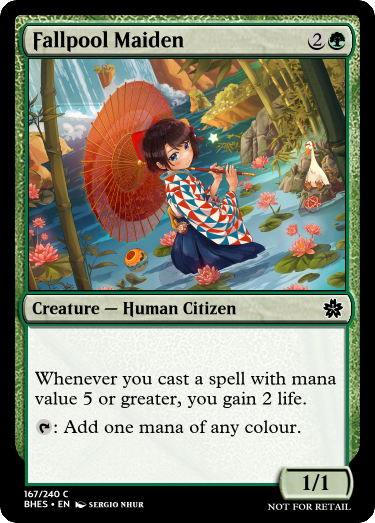 Fallpool Maiden 2
Creature — Human Citizen
Whenever you cast a spell with mana
value 5 or greater, you gain 2 life.
: Add one mana of any colour.
1/1
167/240 C
BHES • EN SERGIO NHUR
NOT FOR RETAIL